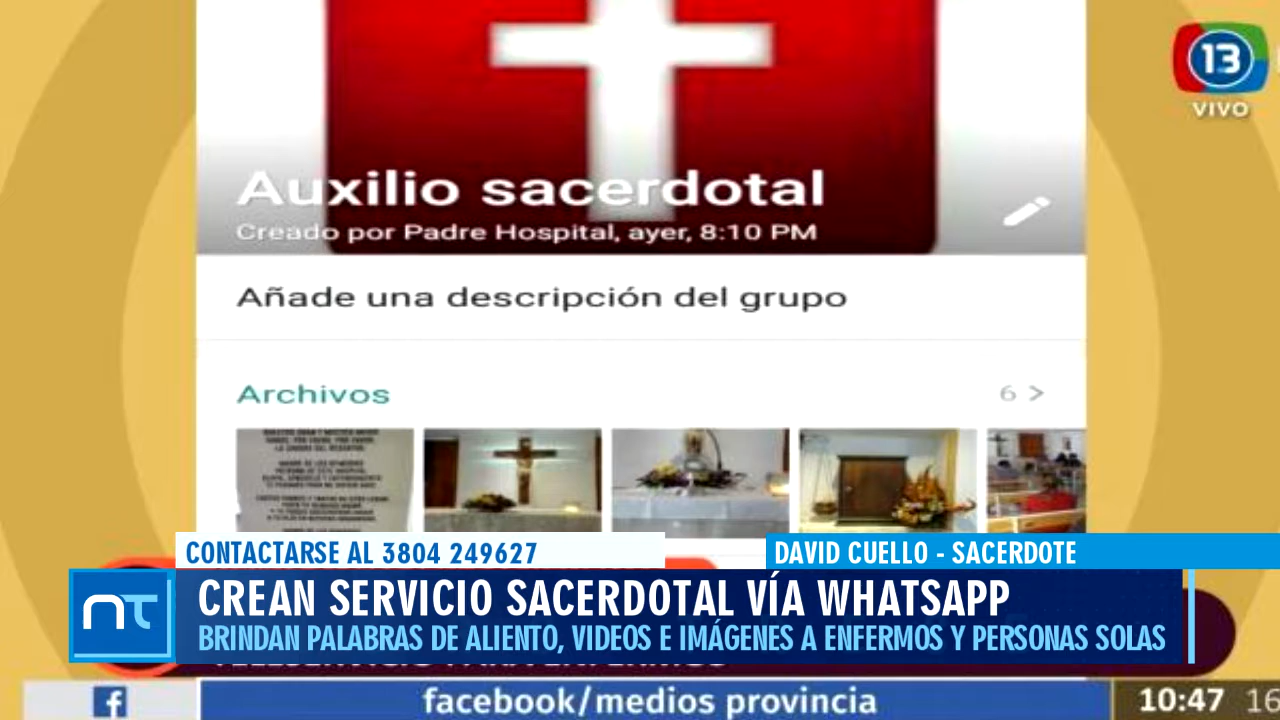 13
VIVO
Auxilio sacerdotal
Creado por Padre Hospital, ayer, 8:10 PM
Añade una descripción del grupo
Archivos
6 >
CONTACTARSE AL 3804 249627
DAVID CUELLO - SACERDOTE
nt
CREAN SERVICIO SACERDOTAL VÍA WHATSAPP
BRINDAN PALABRAS DE ALIENTO, VIDEOS E IMÁGENES A ENFERMOS Y PERSONAS SOLAS
f
facebook/medios provincia
10:47
16